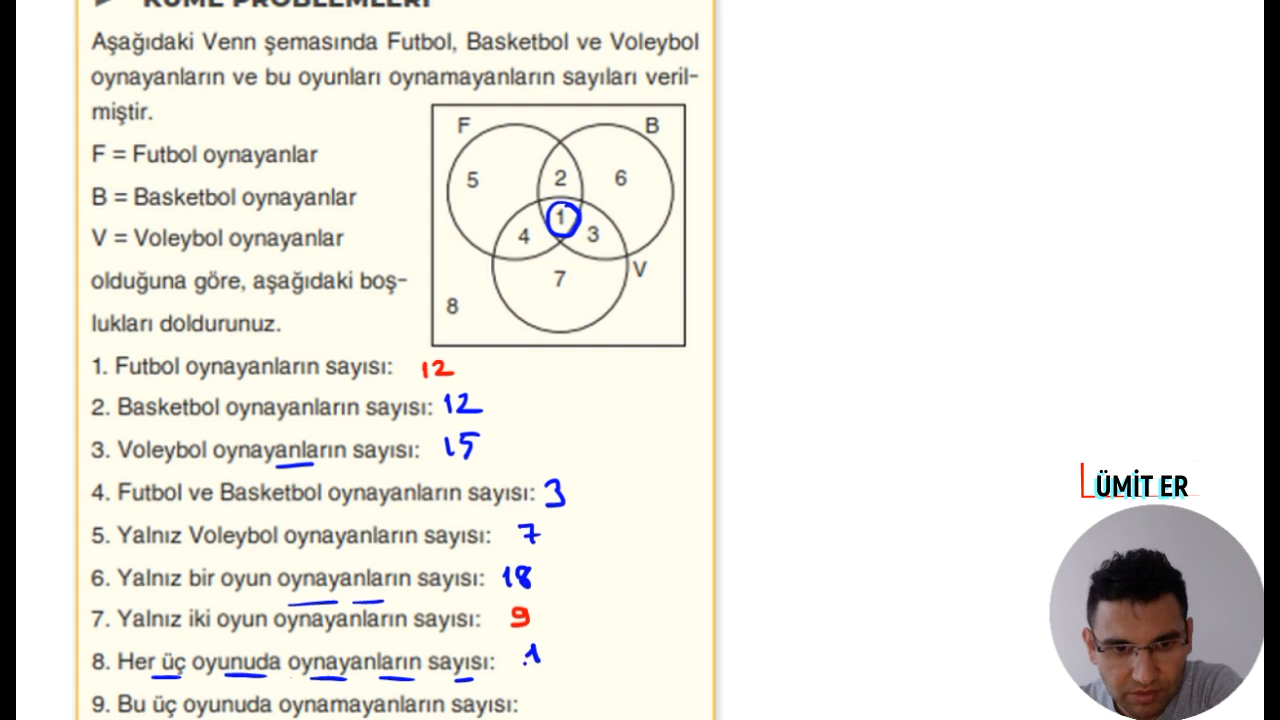 KÜME PROBLEMLERİ
Aşağıdaki Venn şemasında Futbol, Basketbol ve Voleybol
oynayanların ve bu oyunları oynamayanların sayıları veril-
miştir.
F = Futbol oynayanlar
B = Basketbol oynayanlar
V = Voleybol oynayanlar
olduğuna göre, aşağıdaki boş-
lukları doldurunuz.
F
B
5
2
6
1
4
3
V
7
8
1. Futbol oynayanların sayısı: 12
2. Basketbol oynayanların sayısı: 12
3. Voleybol oynayanların sayısı: 15
4. Futbol ve Basketbol oynayanların sayısı: 3
5. Yalnız Voleybol oynayanların sayısı: 7
6. Yalnız bir oyun oynayanların sayısı: 18
7. Yalnız iki oyun oynayanların sayısı: 9
8. Her üç oyunuda oynayanların sayısı: 1
9. Bu üç oyunuda oynamayanların sayısı:
ÜMİT ER